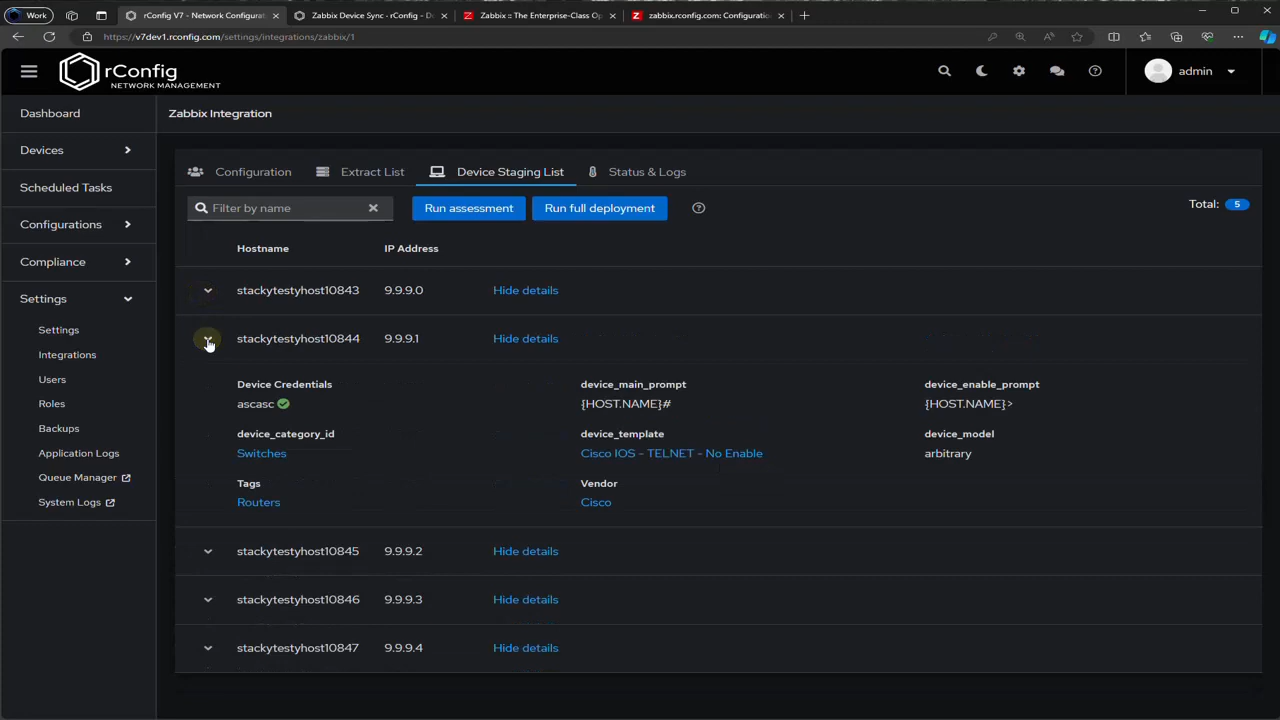 Work
rConfig V7 - Network Configurat
Zabbix Device Sync · rConfig - D
Zabbix :: The Enterprise-Class Op
zabbix.rconfig.com: Configuration
https://v7dev1.rconfig.com/settings/integrations/zabbix/1
rConfig
NETWORK MANAGEMENT
admin
Dashboard
Devices
Scheduled Tasks
Configurations
Compliance
Settings
Settings
Integrations
Users
Roles
Backups
Application Logs
Queue Manager
System Logs
Zabbix Integration
Configuration
Extract List
Device Staging List
Status & Logs
Filter by name
Run assessment
Run full deployment
Total: 5
Hostname IP Address
stackytestyhost10843 9.9.9.0 Hide details
stackytestyhost10844 9.9.9.1 Hide details
Device Credentials device_main_prompt device_enable_prompt
ascasc {HOST.NAME}# {HOST.NAME}>
device_category_id device_template device_model
Switches Cisco IOS - TELNET - No Enable arbitrary
Tags Vendor
Routers Cisco
stackytestyhost10845 9.9.9.2 Hide details
stackytestyhost10846 9.9.9.3 Hide details
stackytestyhost10847 9.9.9.4 Hide details